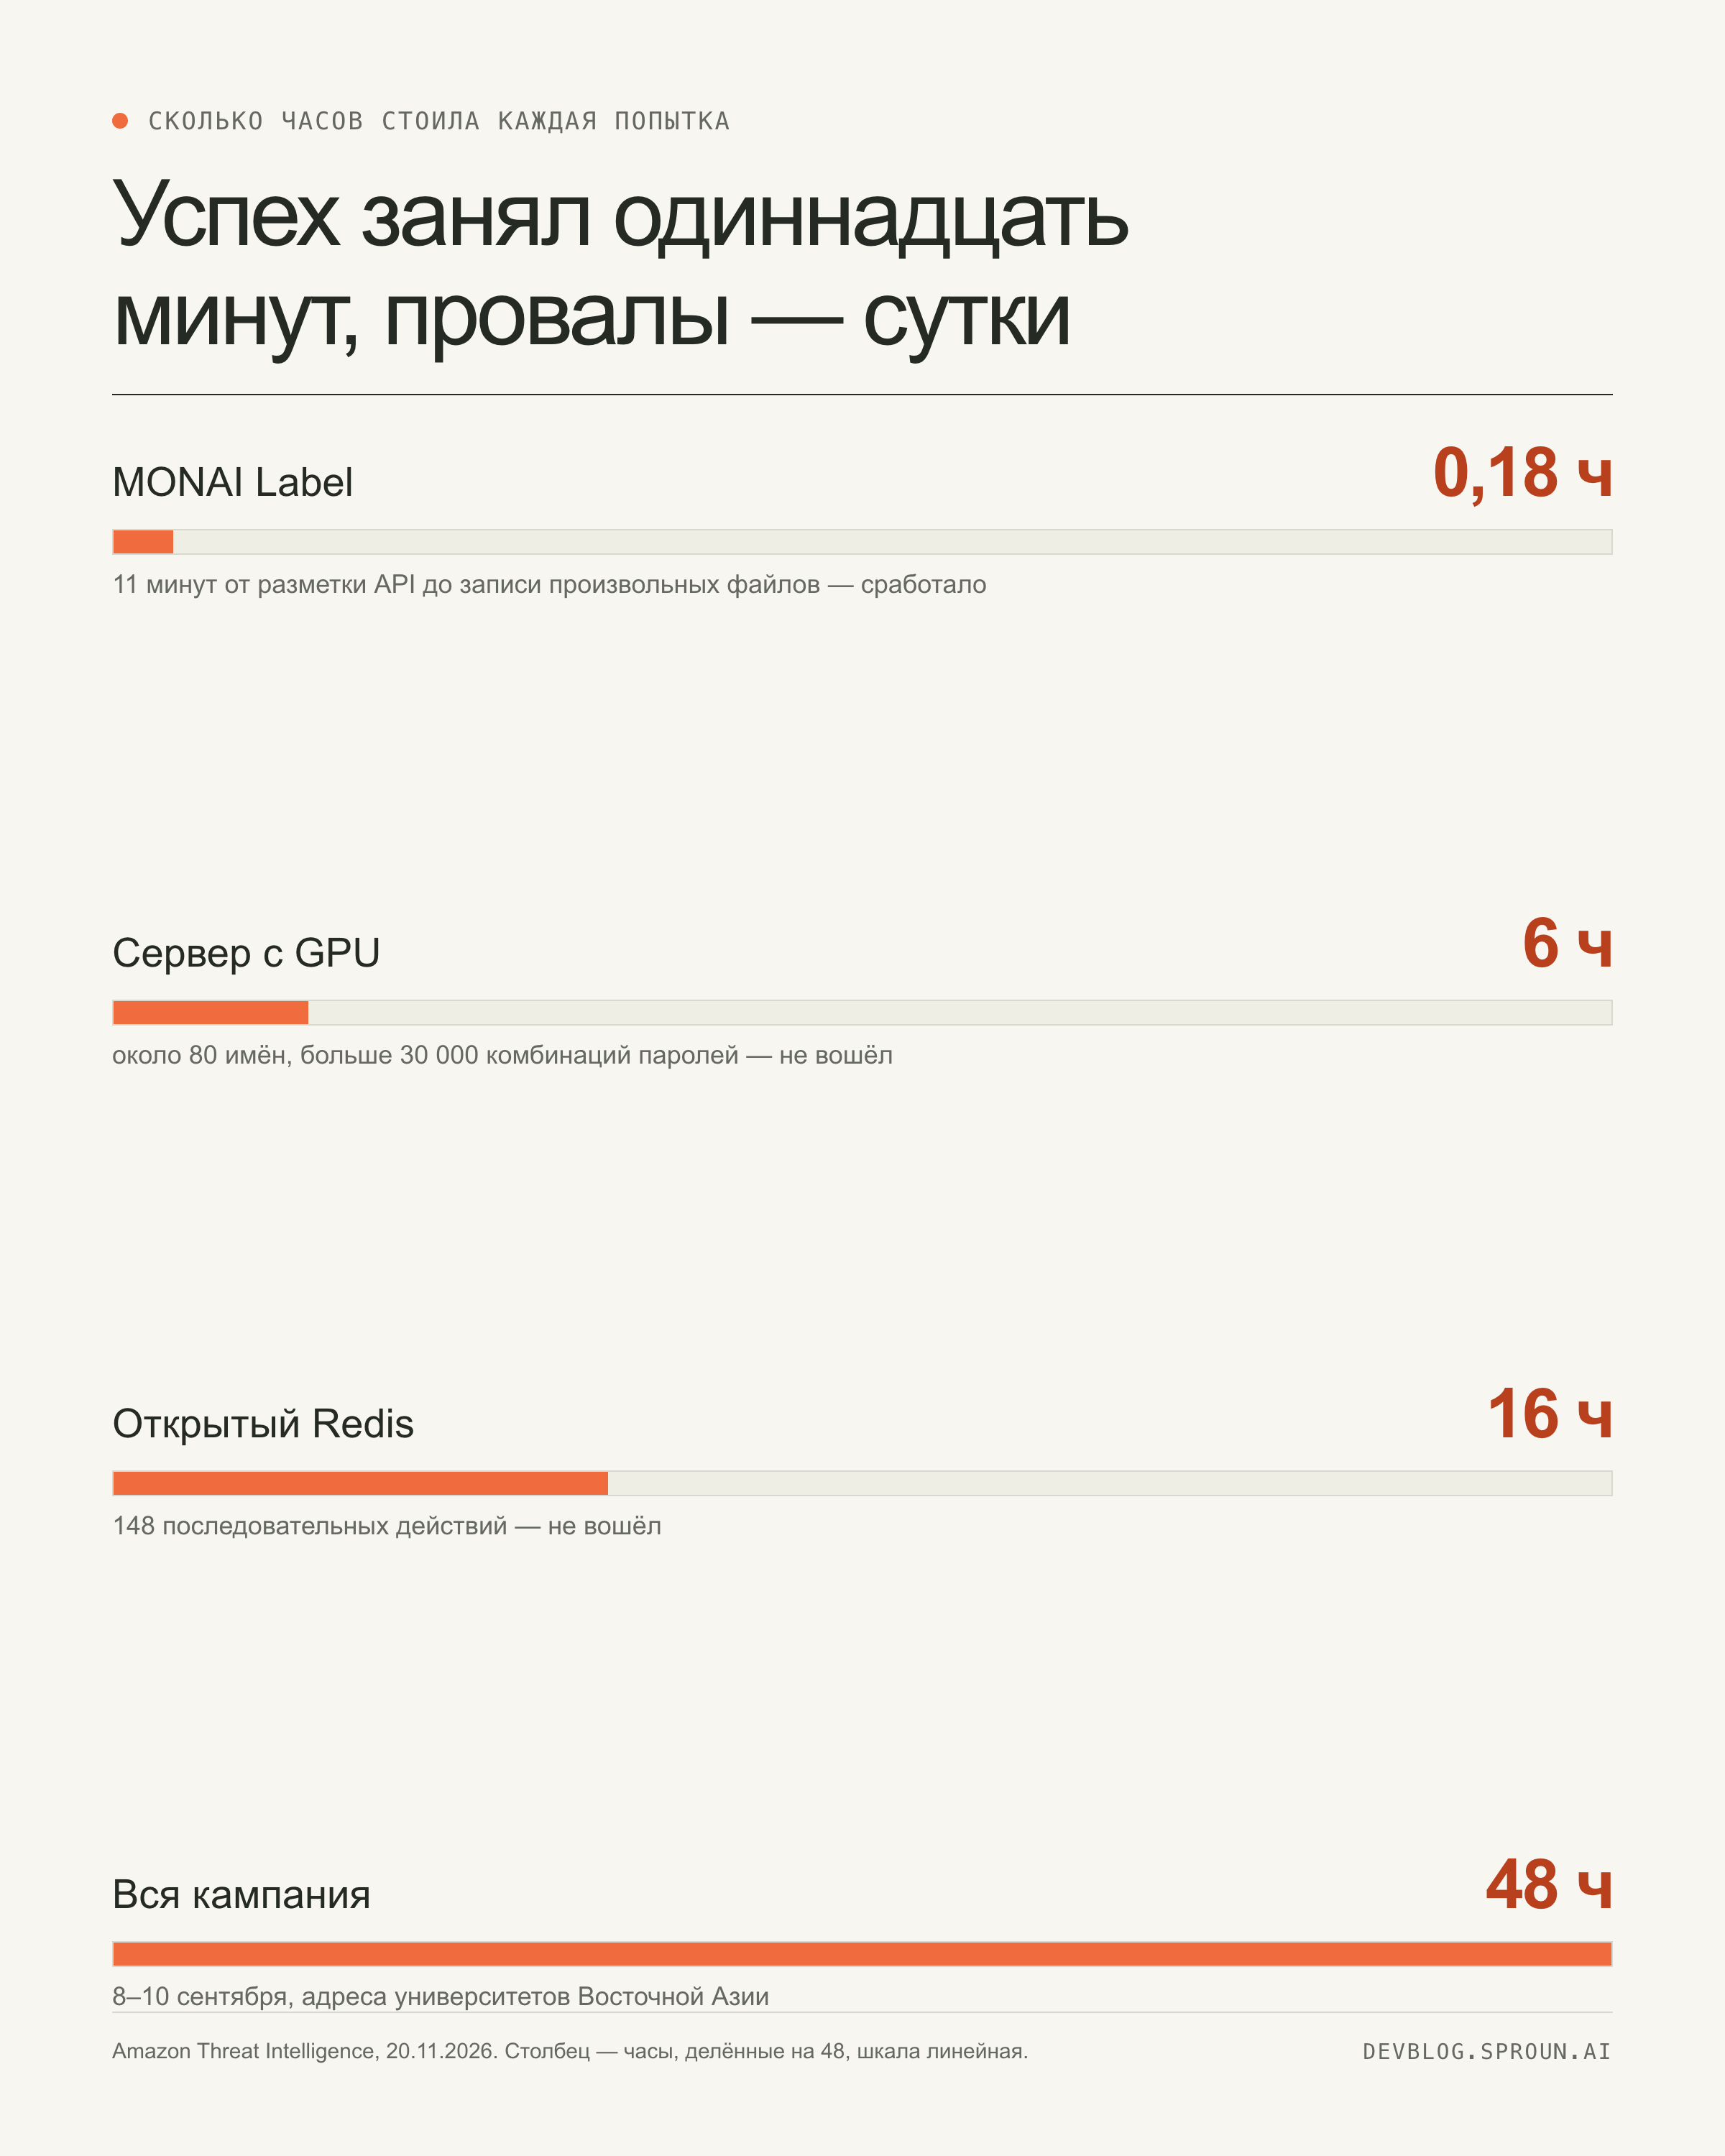 СКОЛЬКО ЧАСОВ СТОИЛА КАЖДАЯ ПОПЫТКА
Успех занял одиннадцать
минут, провалы — сутки
MONAI Label
0,18 ч
11 минут от разметки API до записи произвольных файлов — сработало
Сервер с GPU
6 ч
около 80 имён, больше 30 000 комбинаций паролей — не вошёл
Открытый Redis
16 ч
148 последовательных действий — не вошёл
Вся кампания
48 ч
8–10 сентября, адреса университетов Восточной Азии
Amazon Threat Intelligence, 20.11.2026. Столбец — часы, делённые на 48, шкала линейная.
DEVBLOG.SPROUN.AI